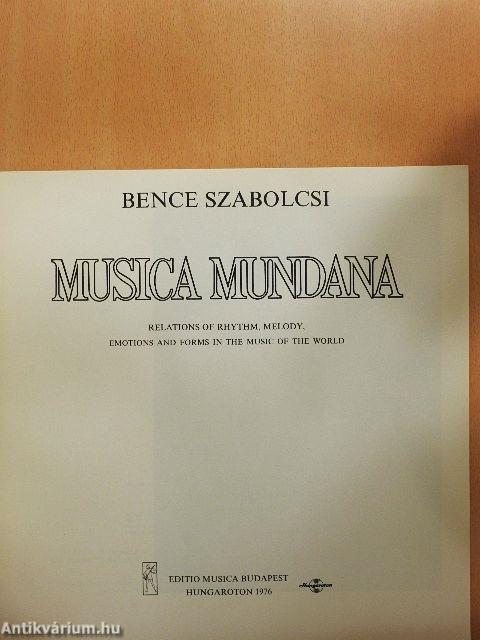 BENCE SZABOLCSI
MUSICA MUNDANA
RELATIONS OF RHYTHM, MELODY,
EMOTIONS AND FORMS IN THE MUSIC OF THE WORLD
EDITIO MUSICA BUDAPEST
HUNGAROTON 1976
Hungaroton
Antikvárium.hu